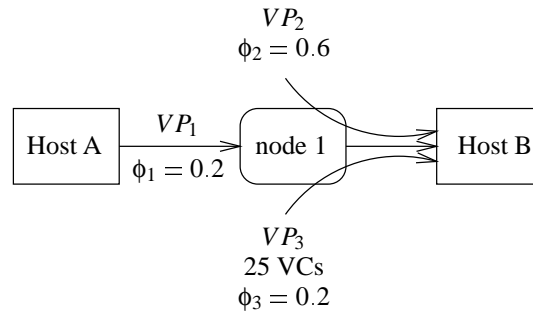 VP₂
ϕ₂ = 0.6
Host A
VP₁
ϕ₁ = 0.2
node 1
Host B
VP₃
25 VCs
ϕ₃ = 0.2